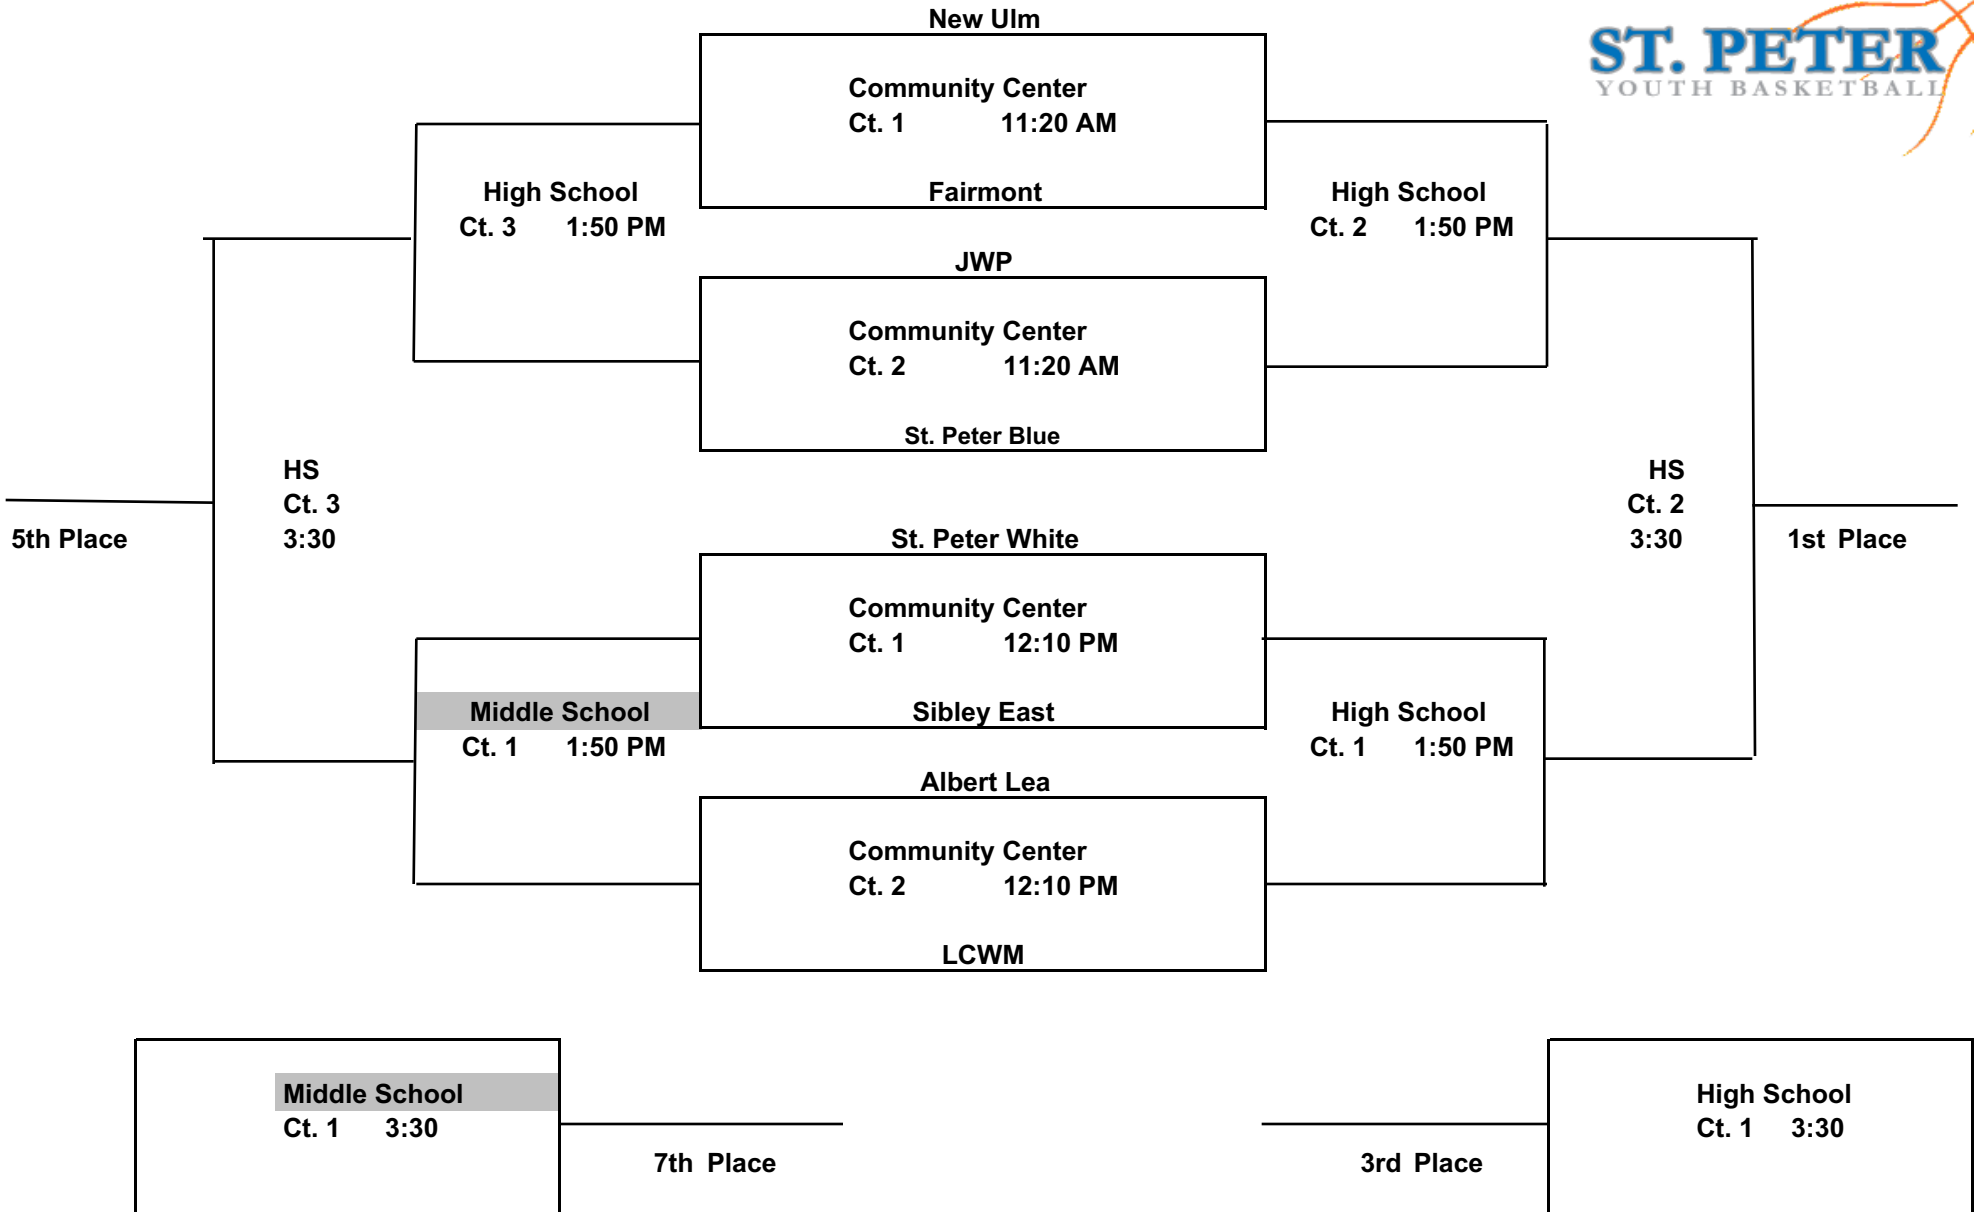 New Ulm
ST. PETER
YOUTH BASKETBALL
Community Center
Ct. 1 11:20 AM
High School
Fairmont
High School
Ct. 3 1:50 PM
Ct. 2 1:50 PM
JWP
Community Center
Ct. 2 11:20 AM
St. Peter Blue
HS
HS
Ct. 3
Ct. 2
5th Place
3:30
St. Peter White
3:30
1st Place
Community Center
Ct. 1 12:10 PM
Middle School
Sibley East
High School
Ct. 1 1:50 PM
Ct. 1 1:50 PM
Albert Lea
Community Center
Ct. 2 12:10 PM
LCWM
Middle School
High School
Ct. 1 3:30
Ct. 1 3:30
7th Place
3rd Place